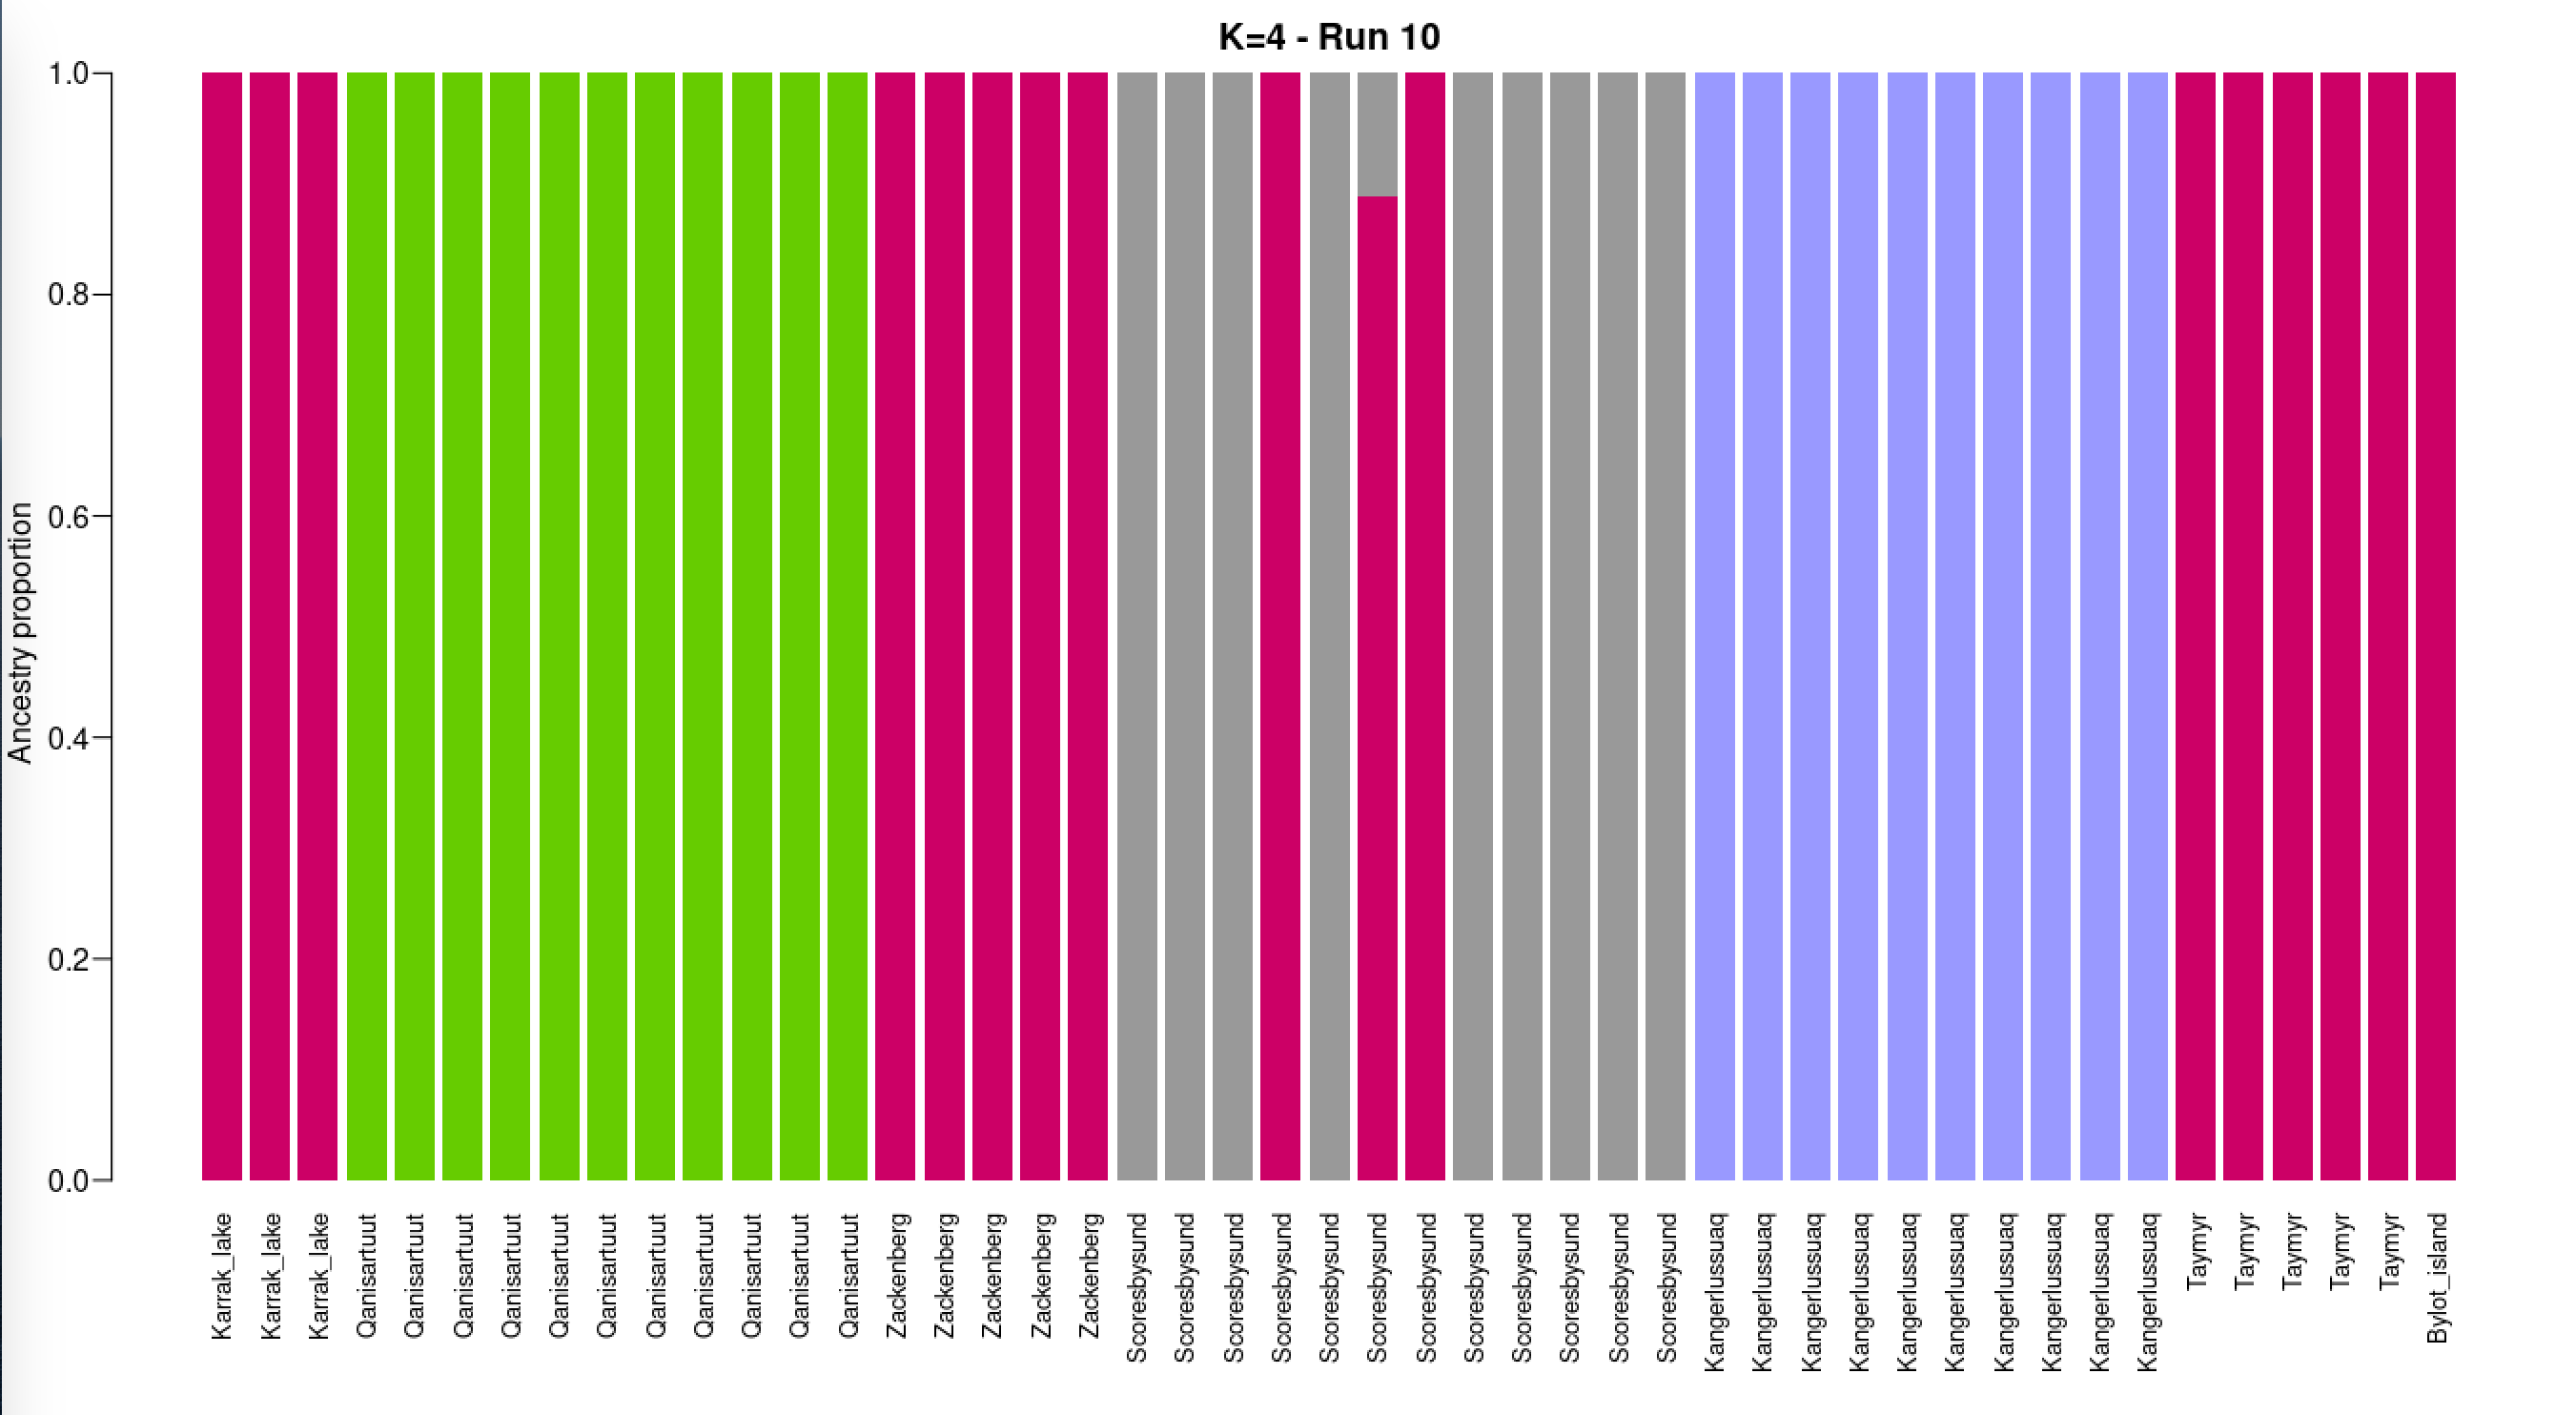 K=4 - Run 10
Ancestry proportion
1.0
0.8
0.6
0.4
0.2
0.0
Karrak_lake
Karrak_lake
Karrak_lake
Qanisartuut
Qanisartuut
Qanisartuut
Qanisartuut
Qanisartuut
Qanisartuut
Qanisartuut
Qanisartuut
Qanisartuut
Qanisartuut
Qanisartuut
Zackenberg
Zackenberg
Zackenberg
Zackenberg
Zackenberg
Scoresbysund
Scoresbysund
Scoresbysund
Scoresbysund
Scoresbysund
Scoresbysund
Scoresbysund
Scoresbysund
Scoresbysund
Scoresbysund
Scoresbysund
Scoresbysund
Kangerlussuaq
Kangerlussuaq
Kangerlussuaq
Kangerlussuaq
Kangerlussuaq
Kangerlussuaq
Kangerlussuaq
Kangerlussuaq
Kangerlussuaq
Kangerlussuaq
Taymyr
Taymyr
Taymyr
Taymyr
Taymyr
Bylot_island